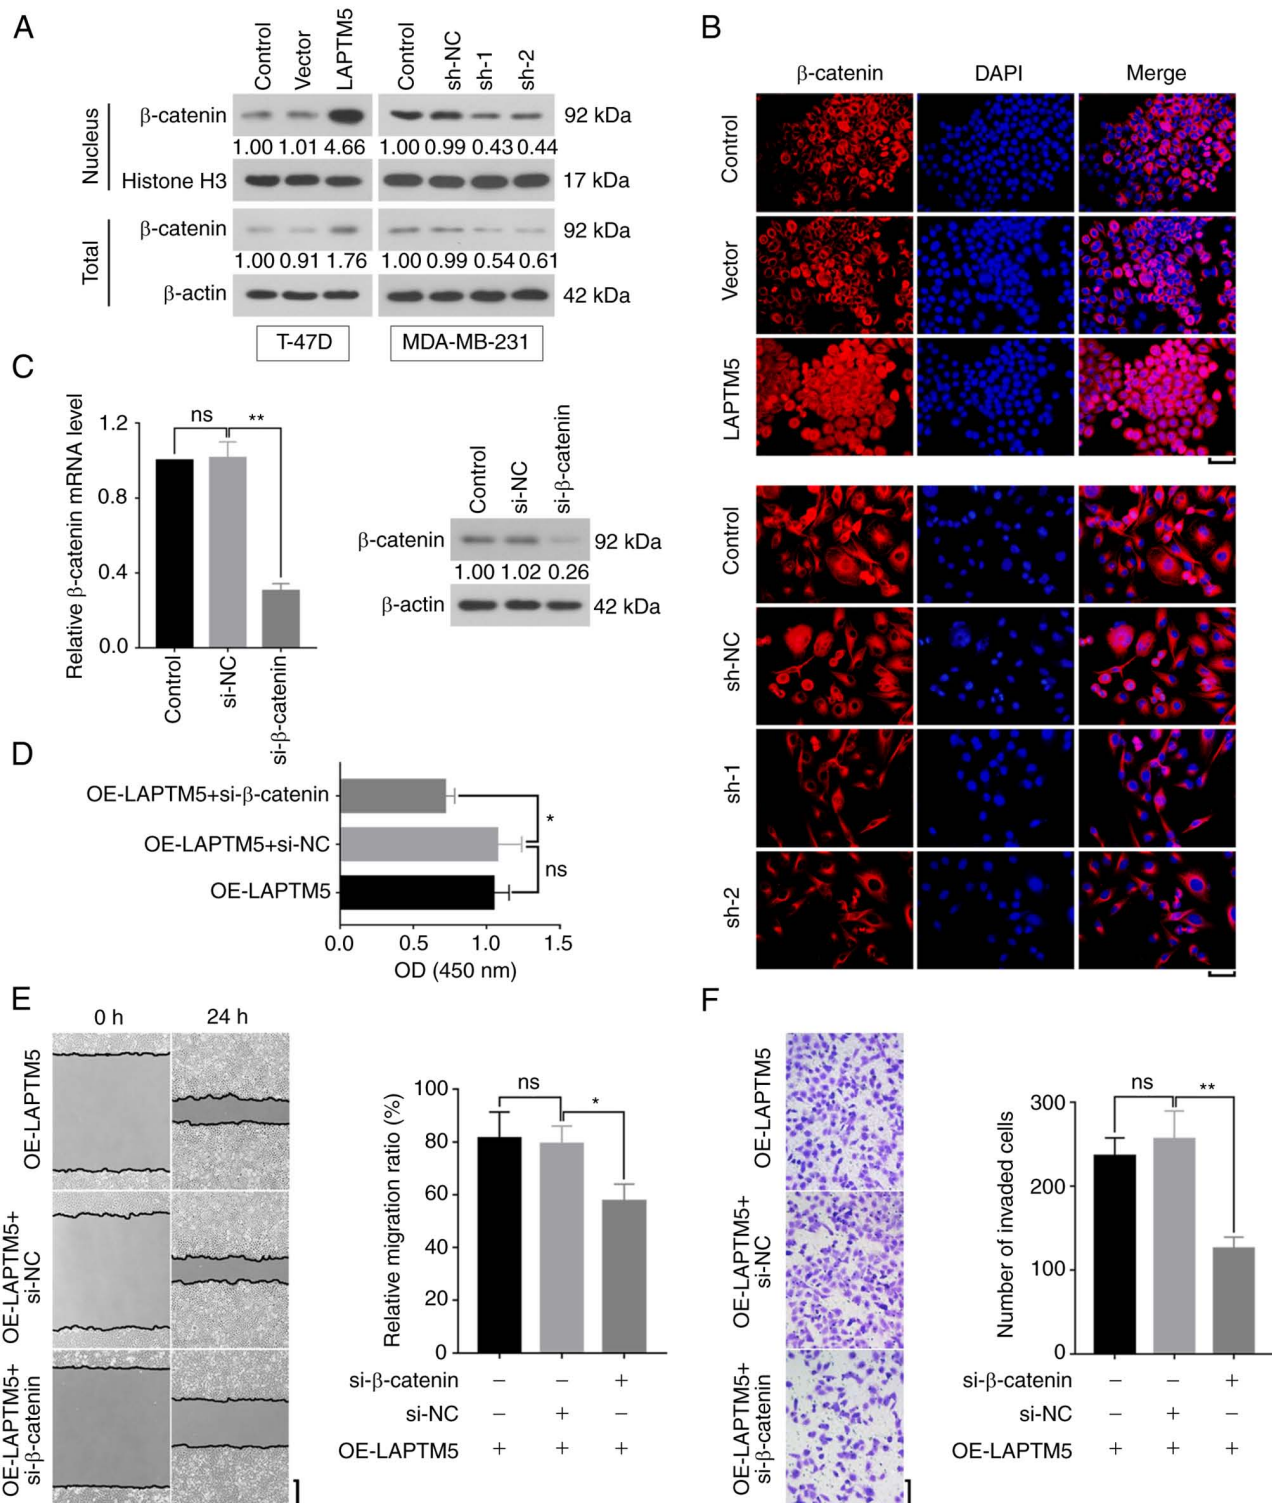 A
Control
Vector
LAPTM5
Control
sh-NC
sh-1
sh-2
Nucleus
β-catenin
92 kDa
1.00 1.01 4.66 1.00 0.99 0.43 0.44
Histone H3
17 kDa
Total
β-catenin
92 kDa
1.00 0.91 1.76 1.00 0.99 0.54 0.61
β-actin
42 kDa
T-47D
MDA-MB-231
B
β-catenin
DAPI
Merge
Control
Vector
LAPTM5
Control
sh-NC
sh-1
sh-2
C
Relative β-catenin mRNA level
1.2
0.8
0.4
0.0
ns
**
Control
si-NC
si-β-catenin
Control
si-NC
si-β-catenin
β-catenin
92 kDa
1.00 1.02 0.26
β-actin
42 kDa
D
OE-LAPTM5+si-β-catenin
OE-LAPTM5+si-NC
OE-LAPTM5
*
ns
0.0 0.5 1.0 1.5
OD (450 nm)
E
0 h
24 h
OE-LAPTM5
OE-LAPTM5+
si-NC
OE-LAPTM5+
si-β-catenin
Relative migration ratio (%)
100
80
60
40
20
0
ns
*
si-β-catenin − − +
si-NC − + −
OE-LAPTM5 + + +
F
OE-LAPTM5
OE-LAPTM5+
si-NC
OE-LAPTM5+
si-β-catenin
Number of invaded cells
300
200
100
0
ns
**
si-β-catenin − − +
si-NC − + −
OE-LAPTM5 + + +